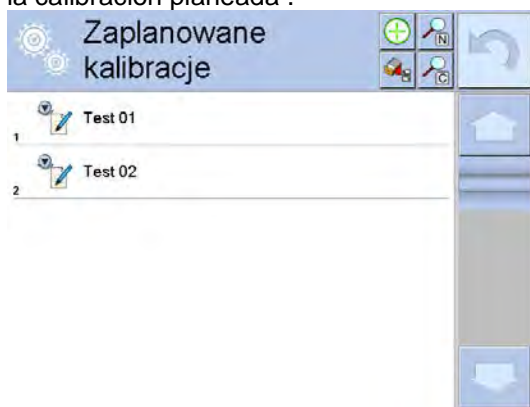 la calibración planeada .
Zaplanowane
kalibracje
N
C
Test 01
1
Test 02
2